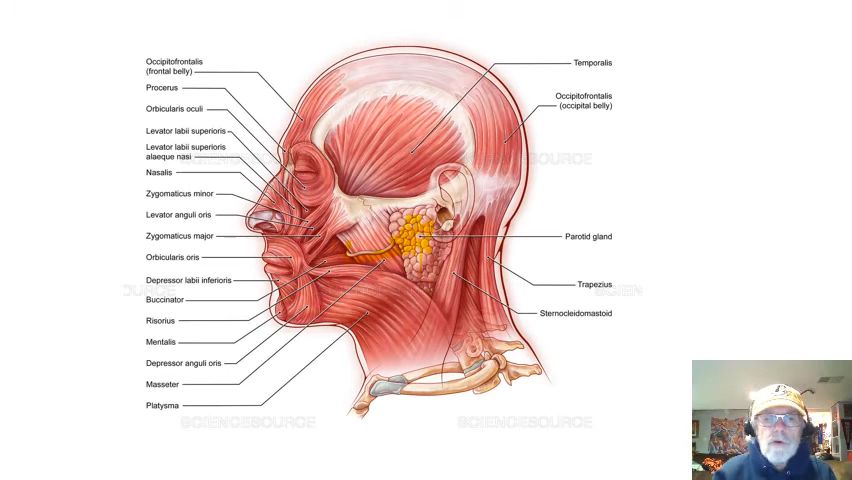 Occipitofrontalis
(frontal belly)
Procerus
Orbicularis oculi
Levator labii superioris
Levator labii superioris
alaeque nasi
Nasalis
Zygomaticus minor
Levator anguli oris
Zygomaticus major
Orbicularis oris
Depressor labii inferioris
Buccinator
Risorius
Mentalis
Depressor anguli oris
Masseter
Platysma
Temporalis
Occipitofrontalis
(occipital belly)
Parotid gland
Trapezius
Sternocleidomastoid
SCIENCESOURCE
SCIENCESOURCE
OURCE
SCIEN
SCIENCESOURCE
SCIENCESOURCE